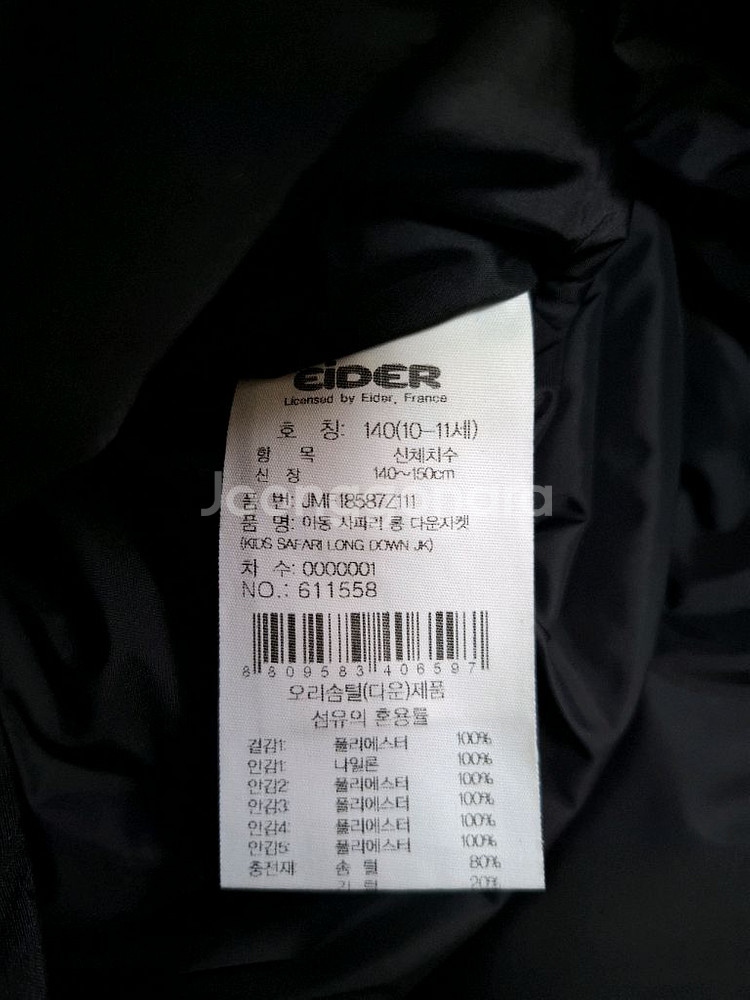 EiDER
Licensed by Eider, France
호 칭: 140(10-11세)
항 목 신체치수
신 장 140~150cm
품 번: JMF18587Z111
품 명: 아동 사파리 롱 다운자켓
(KIDS SAFARI LONG DOWN JK)
차 수: 0000001
NO.: 611558
8 809583 406597
오리솜털(다운)제품
섬유의 혼용률
겉감1: 폴리에스터 100%
안감1: 나일론 100%
안감2: 폴리에스터 100%
안감3: 폴리에스터 100%
안감4: 폴리에스터 100%
안감5: 폴리에스터 100%
충전재: 솜 털 80%
깃 털 20%
Joongonara